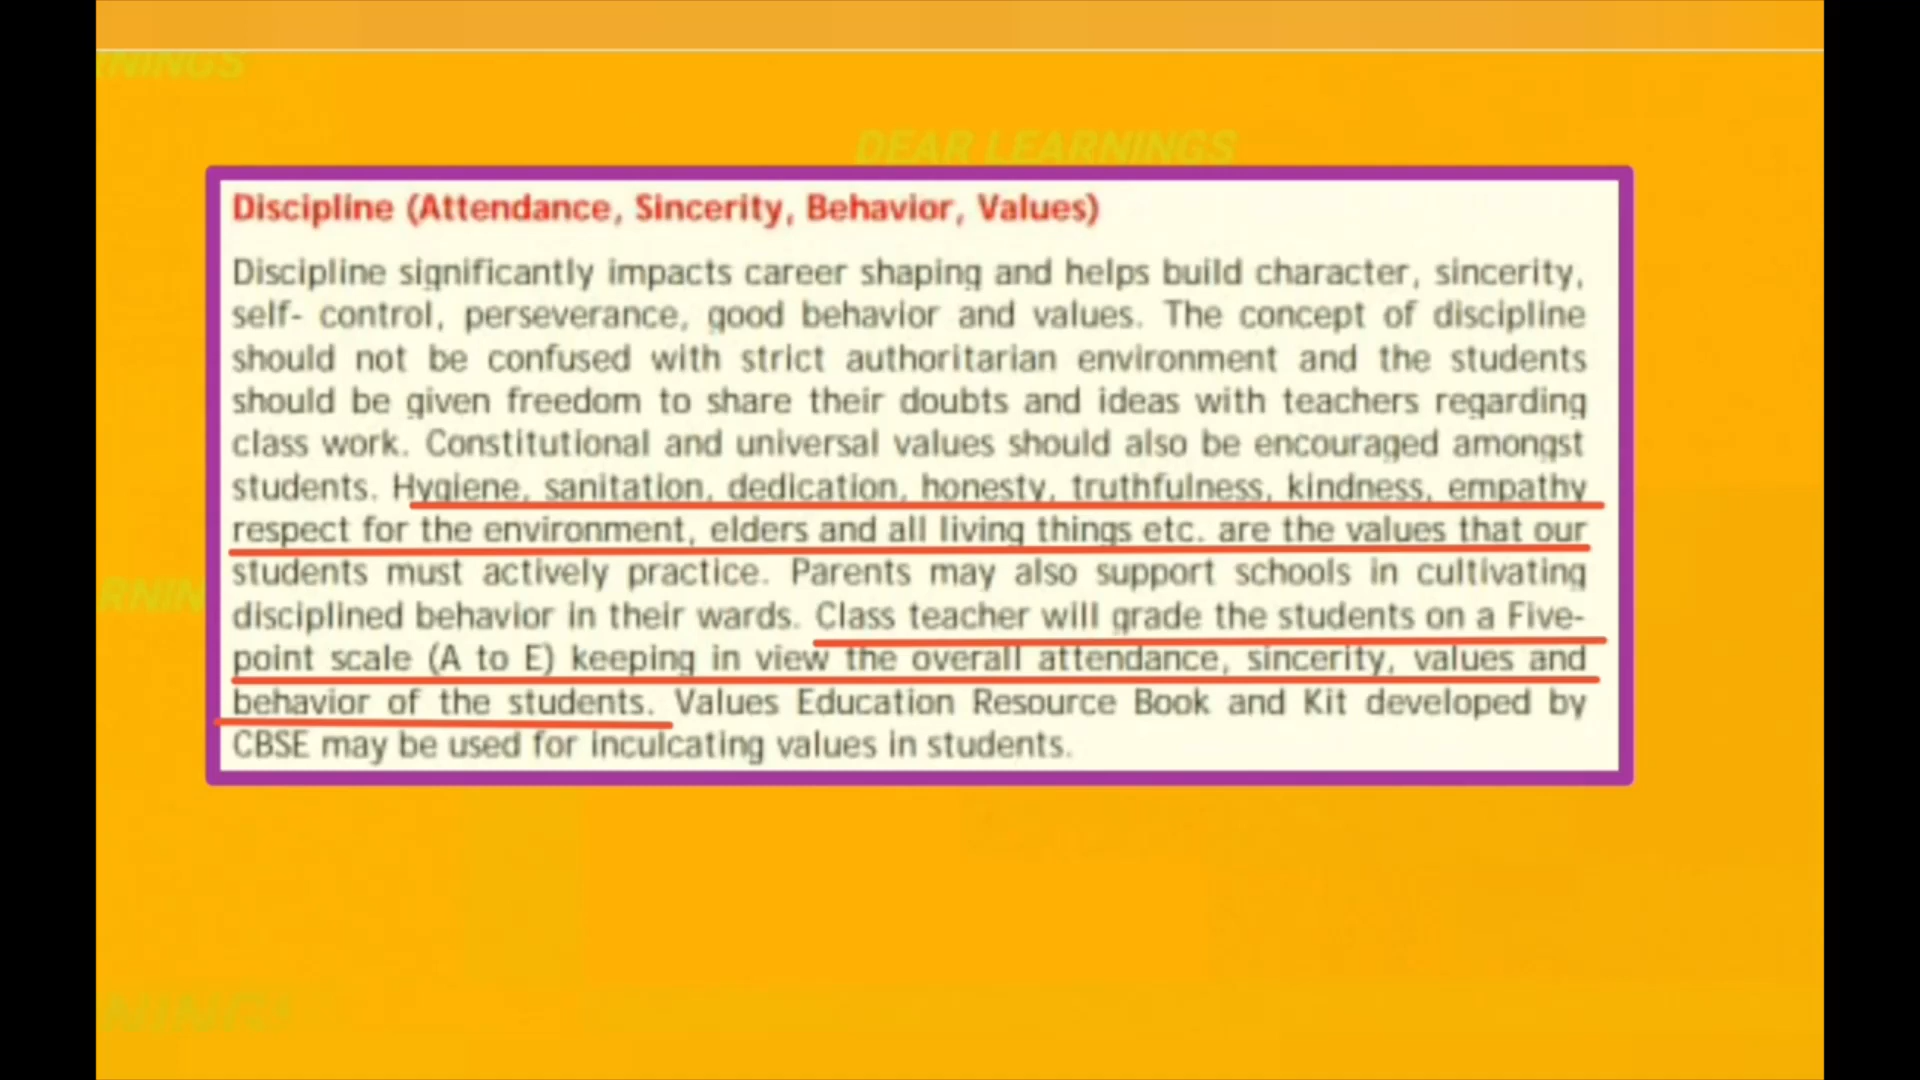 RNINGS
DEAR LEARNINGS
Discipline (Attendance, Sincerity, Behavior, Values)
Discipline significantly impacts career shaping and helps build character, sincerity,
self- control, perseverance, good behavior and values. The concept of discipline
should not be confused with strict authoritarian environment and the students
should be given freedom to share their doubts and ideas with teachers regarding
class work. Constitutional and universal values should also be encouraged amongst
students. Hygiene, sanitation, dedication, honesty, truthfulness, kindness, empathy
respect for the environment, elders and all living things etc. are the values that our
students must actively practice. Parents may also support schools in cultivating
RNIN
disciplined behavior in their wards. Class teacher will grade the students on a Five-
point scale (A to E) keeping in view the overall attendance, sincerity, values and
behavior of the students. Values Education Resource Book and Kit developed by
CBSE may be used for inculcating values in students.